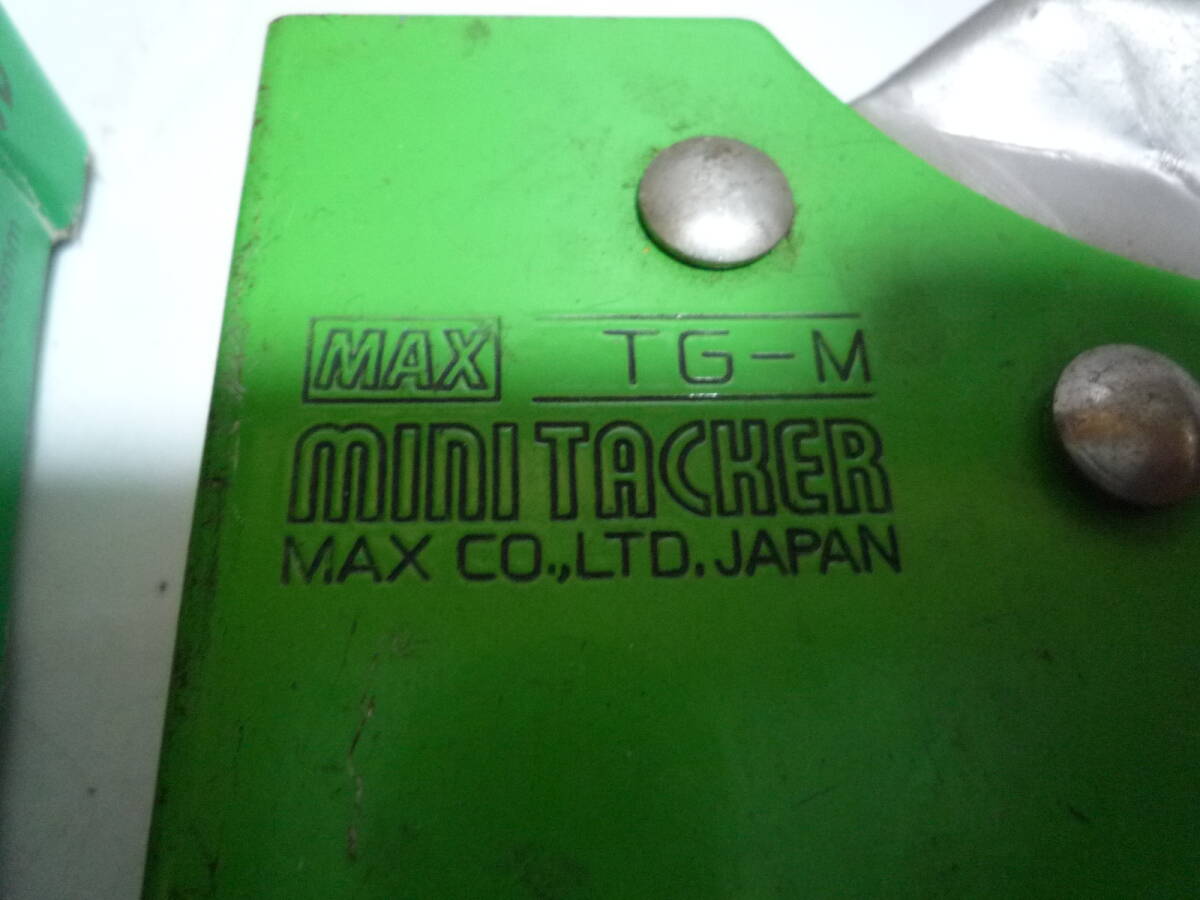 MAX TG-M
MINI TACKER
MAX CO.,LTD. JAPAN